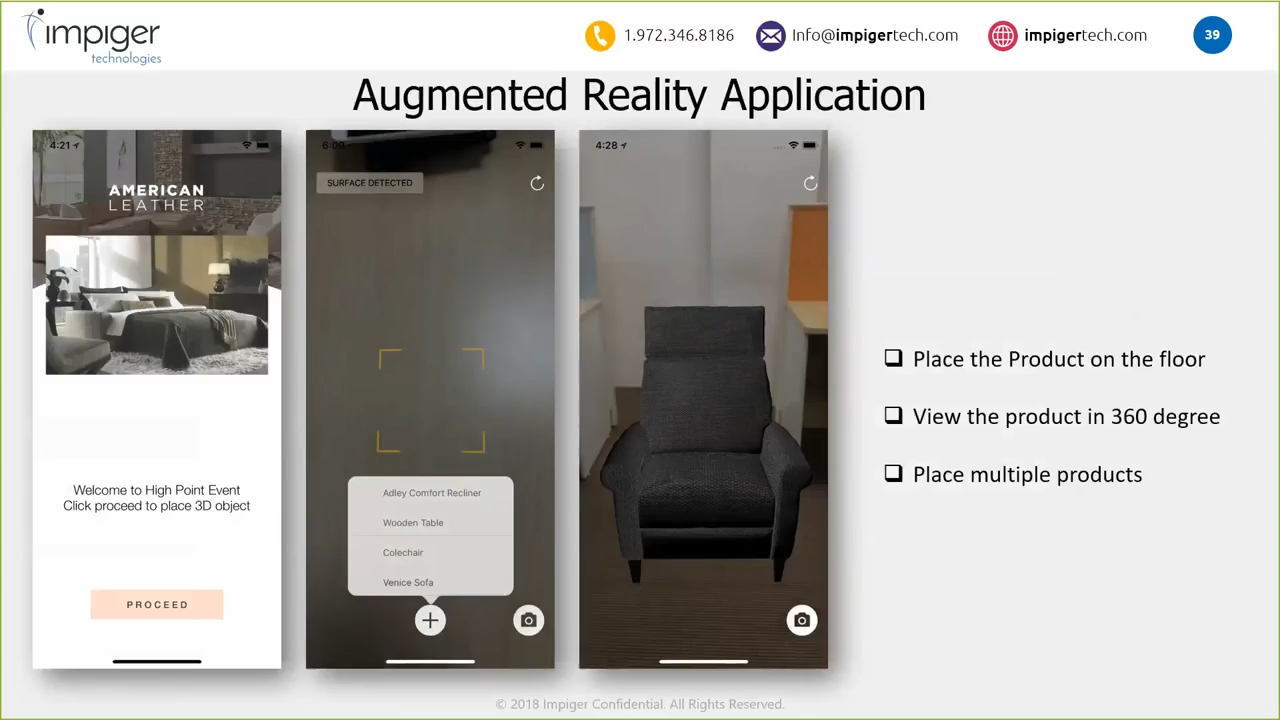 impiger
technologies
1.972.346.8186
Info@impigertech.com
impigertech.com
39
Augmented Reality Application
4:21
AMERICAN
LEATHER
Welcome to High Point Event
Click proceed to place 3D object
PROCEED
6:09
SURFACE DETECTED
Adley Comfort Recliner
Wooden Table
Colechair
Venice Sofa
4:28
Place the Product on the floor
View the product in 360 degree
Place multiple products
© 2018 Impiger Confidential. All Rights Reserved.